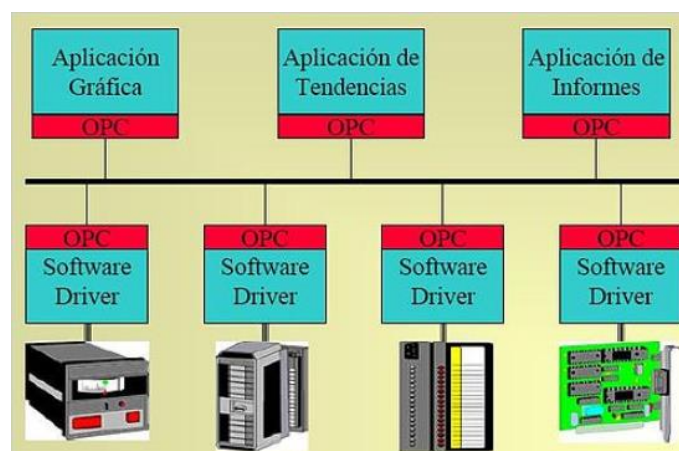 Aplicación
Gráfica
OPC
Aplicación de
Tendencias
OPC
Aplicación de
Informes
OPC
OPC
Software
Driver
OPC
Software
Driver
OPC
Software
Driver
OPC
Software
Driver